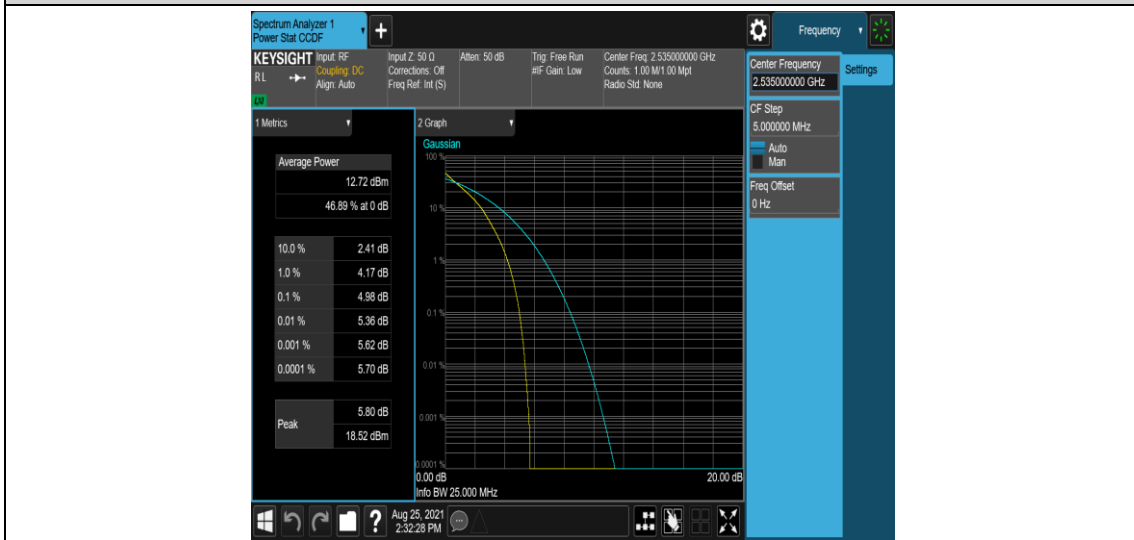 Spectrum Analyzer 1
Power Stat CCDF
+
Frequency
KEYSIGHT
RL
Input: RF
Coupling: DC
Align: Auto
Input Z: 50 Ω
Corrections: Off
Freq Ref: Int (S)
Atten: 50 dB
Trig: Free Run
#IF Gain: Low
Center Freq: 2.535000000 GHz
Counts: 1.00 M/1.00 Mpt
Radio Std: None
Center Frequency
2.535000000 GHz
Settings
CF Step
5.000000 MHz
Auto
Man
Freq Offset
0 Hz
1 Metrics
Average Power
12.72 dBm
46.89 % at 0 dB
10.0 % 2.41 dB
1.0 % 4.17 dB
0.1 % 4.98 dB
0.01 % 5.36 dB
0.001 % 5.62 dB
0.0001 % 5.70 dB
Peak
5.80 dB
18.52 dBm
2 Graph
Gaussian
100 %
10 %
1 %
0.1 %
0.01 %
0.001 %
0.0001 %
0.00 dB 20.00 dB
Info BW 25.000 MHz
?
Aug 25, 2021
2:32:28 PM